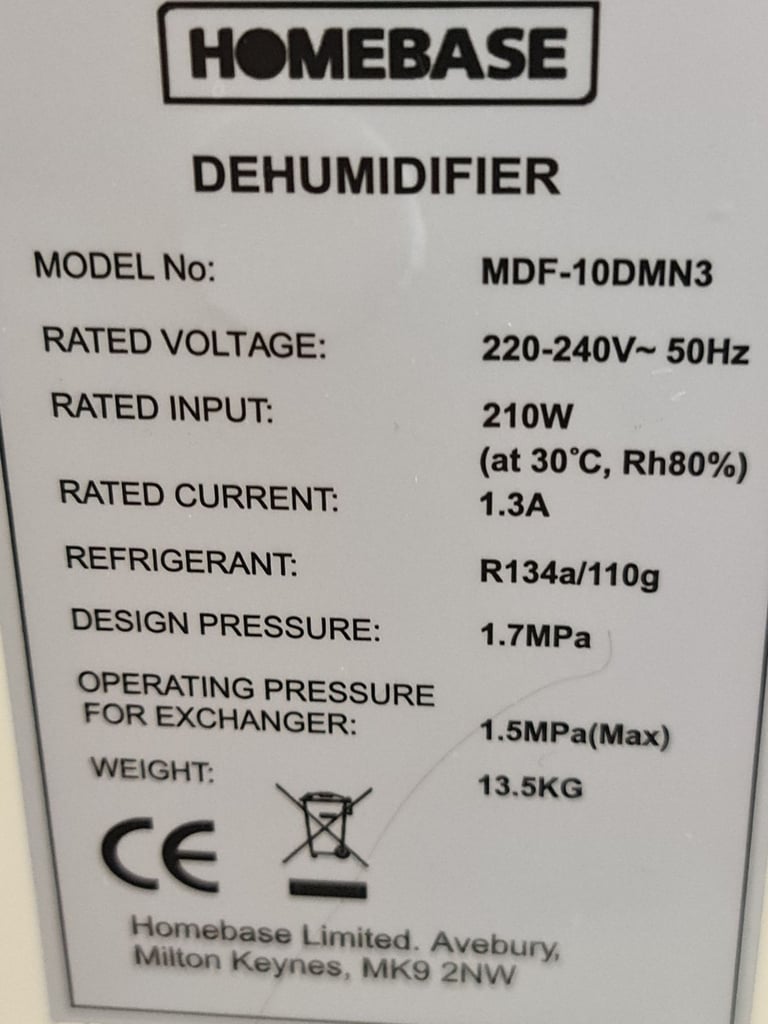 HOMEBASE
DEHUMIDIFIER
MODEL No: MDF-10DMN3
RATED VOLTAGE: 220-240V~ 50Hz
RATED INPUT: 210W
(at 30°C, Rh80%)
RATED CURRENT: 1.3A
REFRIGERANT: R134a/110g
DESIGN PRESSURE: 1.7MPa
OPERATING PRESSURE
FOR EXCHANGER: 1.5MPa(Max)
WEIGHT: 13.5KG
CE
Homebase Limited. Avebury,
Milton Keynes, MK9 2NW